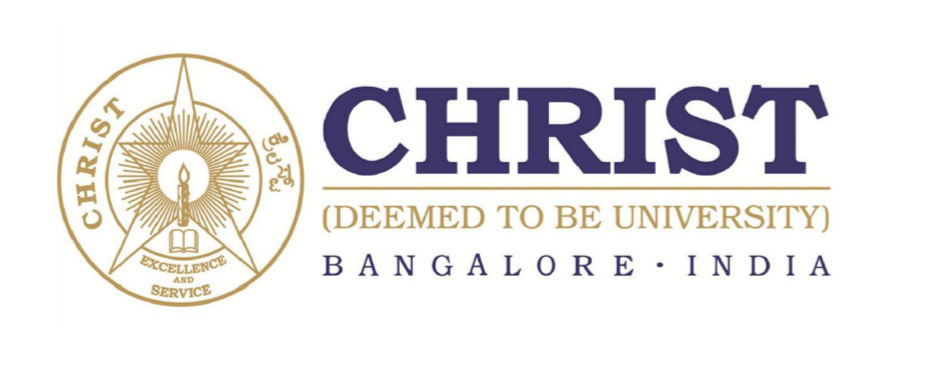 CHRIST
ಕ್ರೈಸ್ಟ್
EXCELLENCE
AND
SERVICE
CHRIST
(DEEMED TO BE UNIVERSITY)
BANGALORE · INDIA